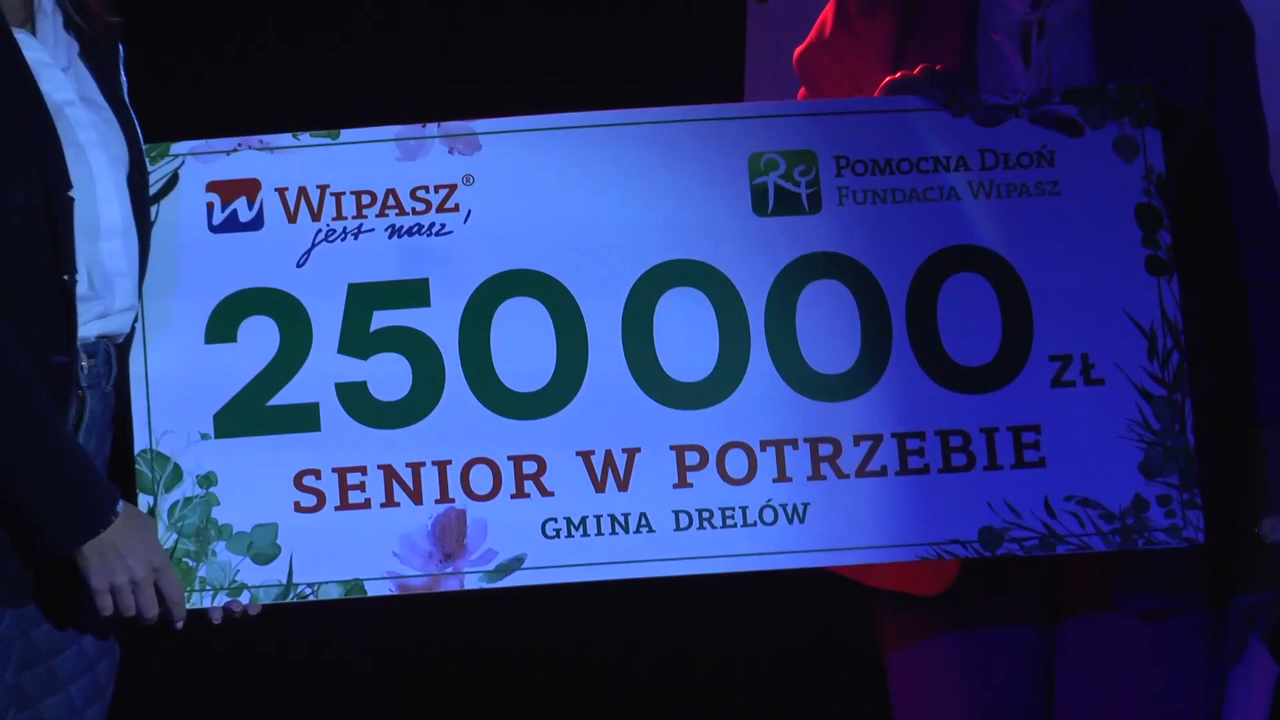 WIPASZ®
jest nasz!
POMOCNA DŁOŃ
FUNDACJA WIPASZ
250 000 ZŁ
SENIOR W POTRZEBIE
GMINA DRELÓW